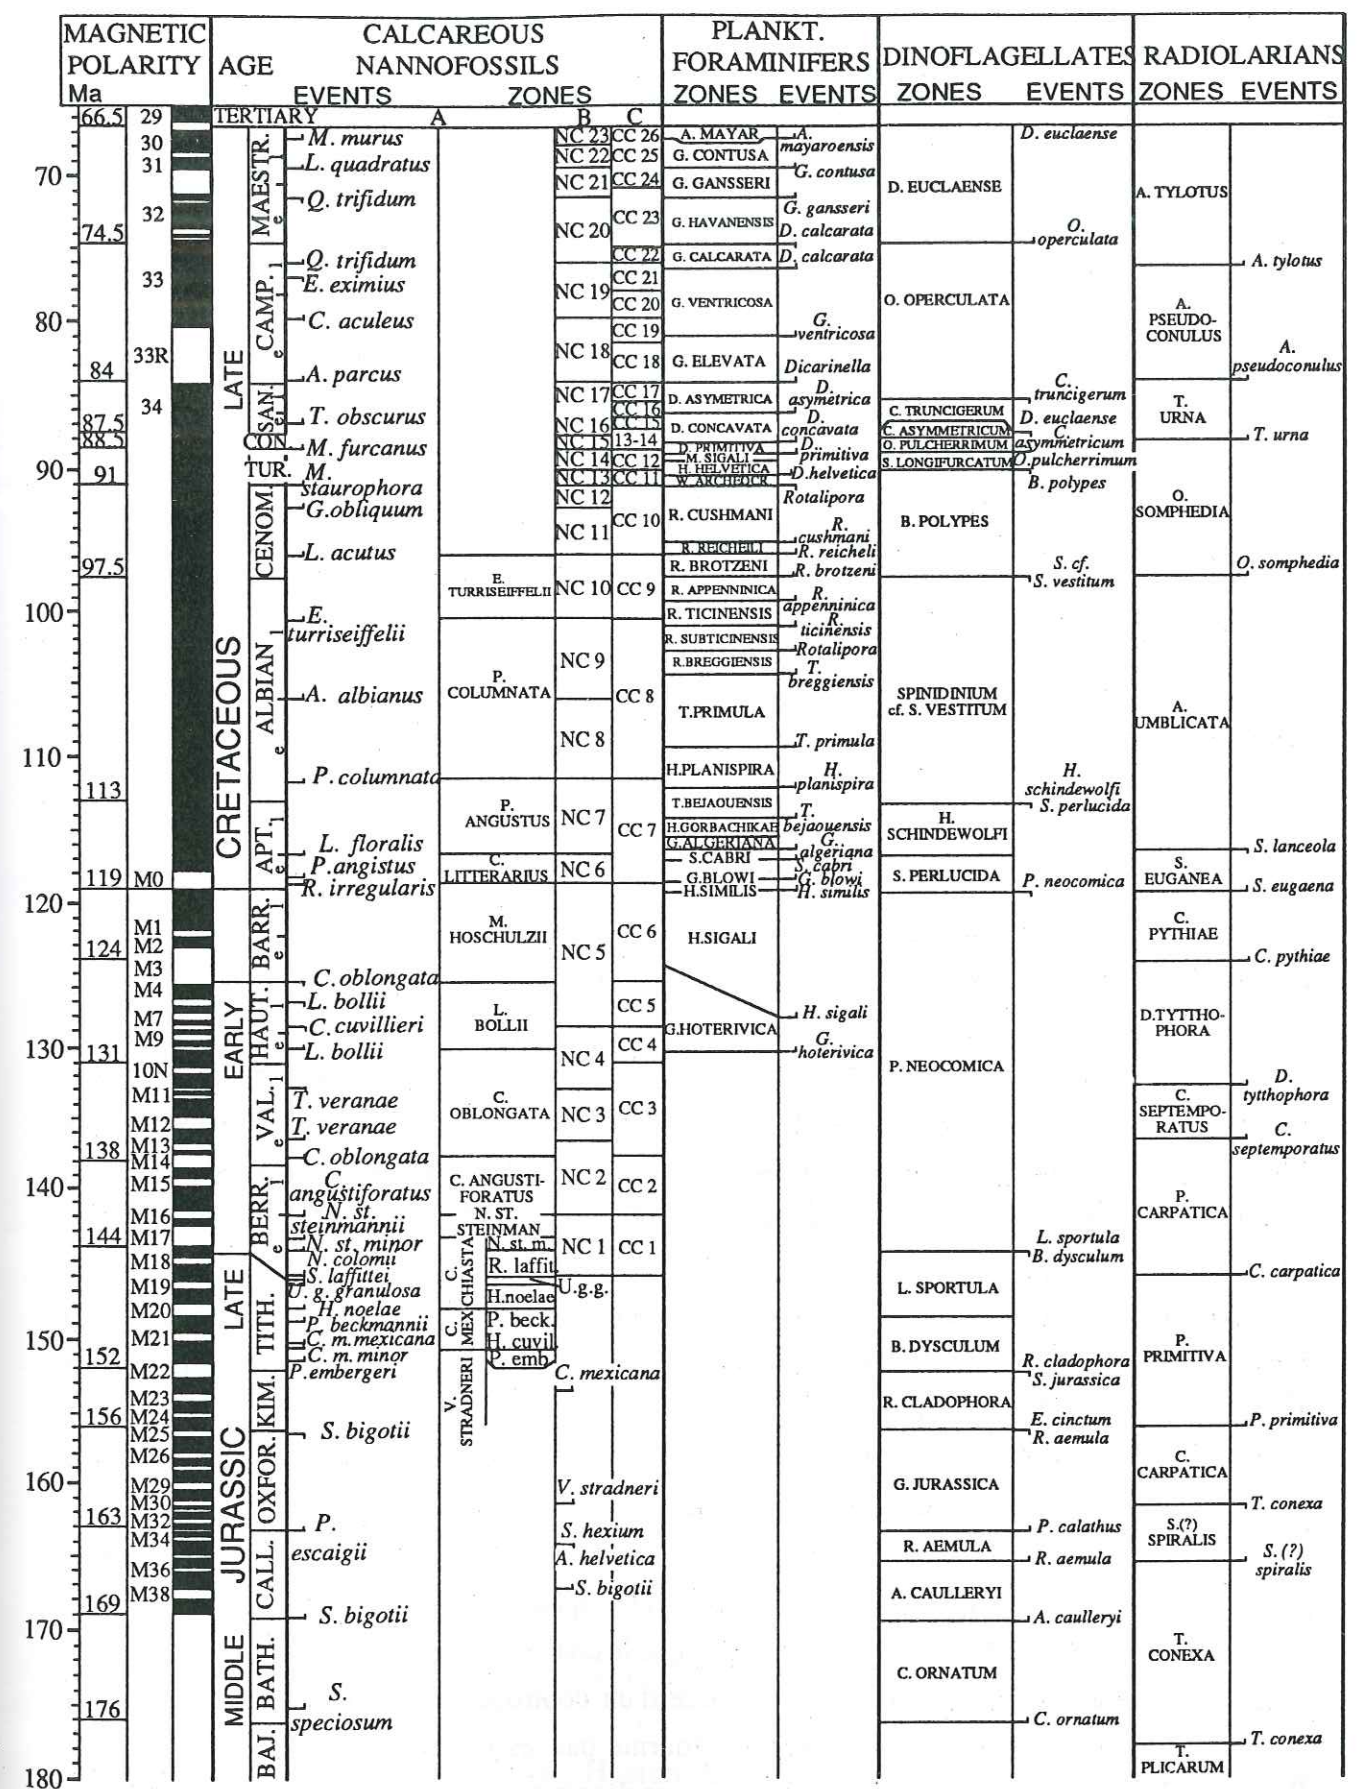 MAGNETIC
POLARITY
Ma
AGE
CALCAREOUS
NANNOFOSSILS
EVENTS
ZONES
PLANKT.
FORAMINIFERS
ZONES
EVENTS
DINOFLAGELLATES
ZONES
EVENTS
RADIOLARIANS
ZONES
EVENTS
TERTIARY
A
B
C
70
80
90
100
110
120
130
140
150
160
170
180
66.5
74.5
84
87.5
88.5
91
97.5
113
119
124
131
138
144
152
156
163
169
176
29
30
31
32
33
33R
34
M0
M1
M2
M3
M4
M7
M9
10N
M11
M12
M13
M14
M15
M16
M17
M18
M19
M20
M21
M22
M23
M24
M25
M26
M29
M30
M32
M34
M36
M38
CRETACEOUS
LATE
EARLY
JURASSIC
LATE
MIDDLE
MAESTR.
l
e
CAMP.
l
e
SAN.
l
e
CON.
TUR.
CENOM.
ALBIAN
l
e
APT.
l
e
BARR.
l
e
HAUT.
l
e
VAL.
l
e
BERR.
l
e
TITH.
KIM.
OXFOR.
CALL.
BATH.
BAJ.
M. murus
L. quadratus
Q. trifidum
Q. trifidum
E. eximius
C. aculeus
A. parcus
T. obscurus
M. furcanus
M.
staurophora
G.obliquum
L. acutus
E.
turriseiffelii
A. albianus
P. columnata
L. floralis
P.angistus
R. irregularis
C. oblongata
L. bollii
C. cuvillieri
L. bollii
T. veranae
T. veranae
C. oblongata
C.
angustiforatus
N. st.
steinmannii
N. st. minor
N. colomii
S. laffittei
U. g. granulosa
H. noelae
P. beckmannii
C. m. mexicana
C. m. minor
P.embergeri
S. bigotii
P.
escaigii
S. bigotii
S.
speciosum
E.
TURRISEIFFELII
P.
COLUMNATA
P.
ANGUSTUS
C.
LITTERARIUS
M.
HOSCHULZII
L.
BOLLII
C.
OBLONGATA
C. ANGUSTI-
FORATUS
N. ST.
STEINMAN
C.
CHIASTA
N. st. m.
R. laffit.
U.g.g.
H.noelae
C.
MEX
P. beck.
H. cuvil.
P. emb.
V.
STRADNERI
C. mexicana
V. stradneri
S. hexium
A. helvetica
S. bigotii
NC 23
NC 22
NC 21
NC 20
NC 19
NC 18
NC 17
NC 16
NC 15
NC 14
NC 13
NC 12
NC 11
NC 10
NC 9
NC 8
NC 7
NC 6
NC 5
NC 4
NC 3
NC 2
NC 1
CC 26
CC 25
CC 24
CC 23
CC 22
CC 21
CC 20
CC 19
CC 18
CC 17
CC 16
CC 15
13-14
CC 12
CC 11
CC 10
CC 9
CC 8
CC 7
CC 6
CC 5
CC 4
CC 3
CC 2
CC 1
A. MAYAR
G. CONTUSA
G. GANSSERI
G. HAVANENSIS
G. CALCARATA
G. VENTRICOSA
G. ELEVATA
D. ASYMETRICA
D. CONCAVATA
D. PRIMITIVA
M. SIGALI
H. HELVETICA
W. ARCHEOCR.
R. CUSHMANI
R. REICHELI
R. BROTZENI
R. APPENNINICA
R. TICINENSIS
R. SUBTICINENSIS
R.BREGGIENSIS
T.PRIMULA
H.PLANISPIRA
T.BEJAOUENSIS
H.GORBACHIKAE
G.ALGERIANA
S.CABRI
G.BLOWI
H.SIMILIS
H.SIGALI
G.HOTERIVICA
A.
mayaroensis
G. contusa
G. gansseri
D. calcarata
D. calcarata
G.
ventricosa
Dicarinella
D.
asymetrica
D.
concavata
D.
primitiva
D.helvetica
Rotalipora
R.
cushmani
R. reicheli
R. brotzeni
R.
appenninica
R.
ticinensis
Rotalipora
T.
breggiensis
T. primula
H.
planispira
T.
bejaouensis
G.
algeriana
S. cabri
G. blowi
H. similis
H. sigali
G.
hoterivica
D. EUCLAENSE
O. OPERCULATA
C. TRUNCIGERUM
C. ASYMMETRICUM
O. PULCHERRIMUM
S. LONGIFURCATUM
B. POLYPES
SPINIDINIUM
cf. S. VESTITUM
H.
SCHINDEWOLFI
S. PERLUCIDA
P. NEOCOMICA
L. SPORTULA
B. DYSCULUM
R. CLADOPHORA
G. JURASSICA
R. AEMULA
A. CAULLERYI
C. ORNATUM
D. euclaense
O.
operculata
C.
truncigerum
D. euclaense
C.
asymmetricum
O.pulcherrimum
B. polypes
S. cf.
S. vestitum
H.
schindewolfi
S. perlucida
P. neocomica
L. sportula
B. dysculum
R. cladophora
S. jurassica
E. cinctum
R. aemula
P. calathus
R. aemula
A. caulleryi
C. ornatum
A. TYLOTUS
A.
PSEUDO-
CONULUS
T.
URNA
O.
SOMPHEDIA
A.
UMBLICATA
S.
EUGANEA
C.
PYTHIAE
D.TYTTHO-
PHORA
C.
SEPTEMPO-
RATUS
P.
CARPATICA
P.
PRIMITIVA
C.
CARPATICA
S.(?)
SPIRALIS
T.
CONEXA
T.
PLICARUM
A. tylotus
A.
pseudoconulus
T. urna
O. somphedia
S. lanceola
S. eugaena
C. pythiae
D.
tytthophora
C.
septemporatus
C. carpatica
P. primitiva
T. conexa
S. (?)
spiralis
T. conexa